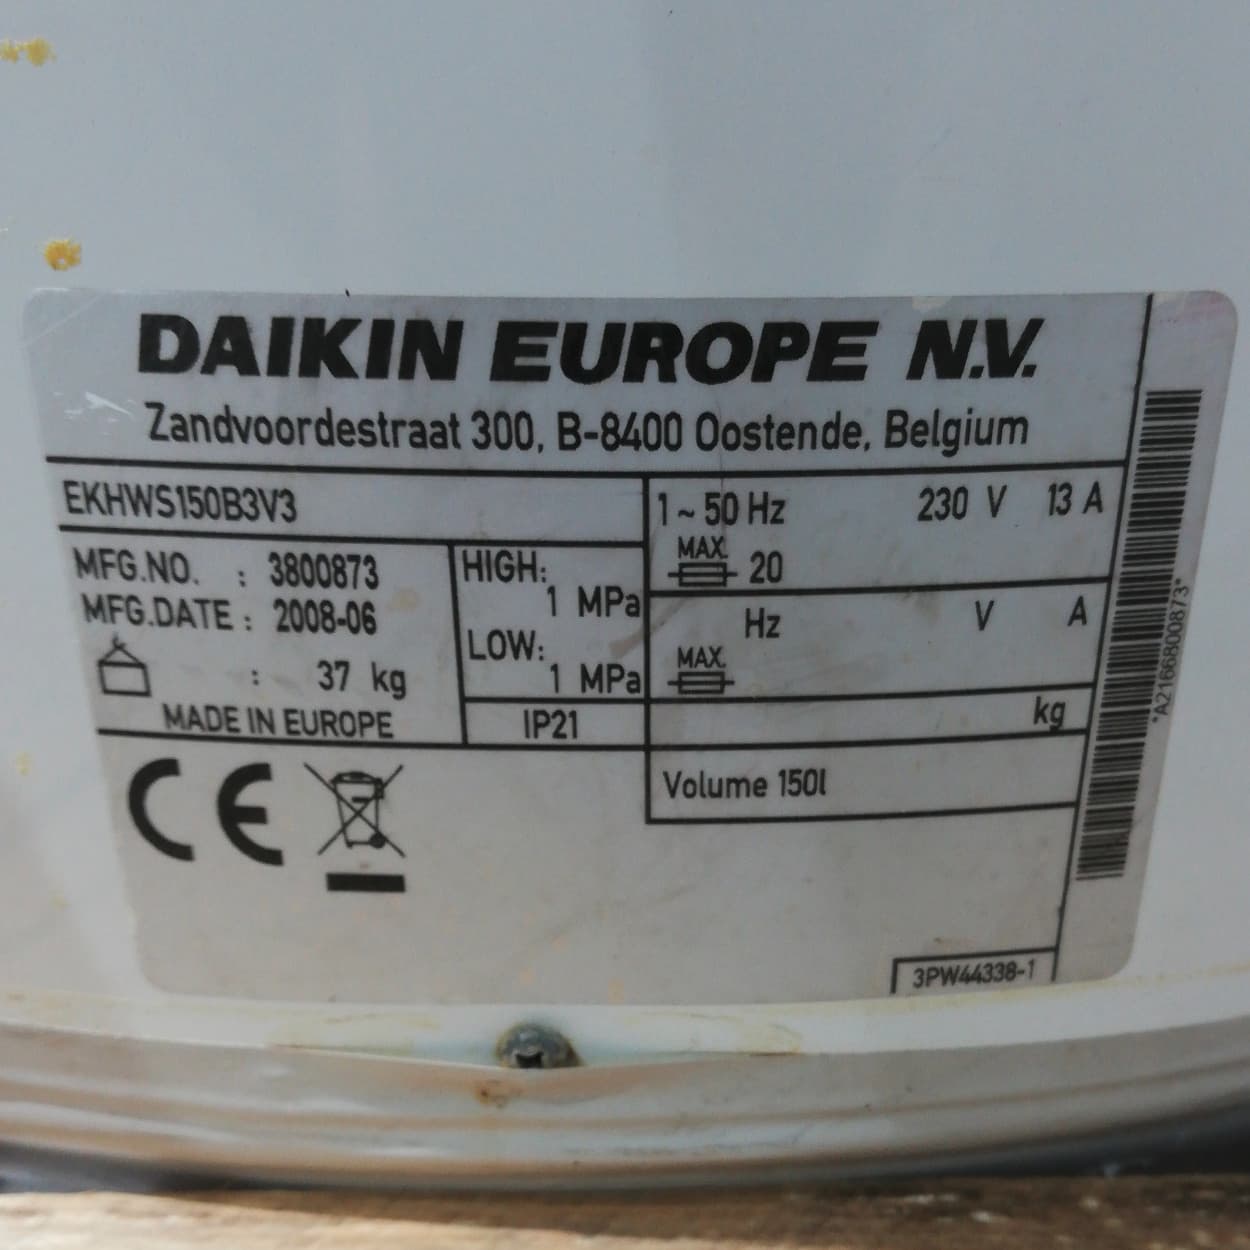 DAIKIN EUROPE N.V.
Zandvoordestraat 300, B-8400 Oostende, Belgium
EKHWS150B3V3
1~50 Hz 230 V 13 A
MAX. 20
MFG.NO. : 3800873
MFG.DATE : 2008-06
: 37 kg
MADE IN EUROPE
HIGH:
1 MPa
LOW:
1 MPa
IP21
Hz V A
MAX.
kg
Volume 150l
CE
3PW44338-1
*A2166800873*